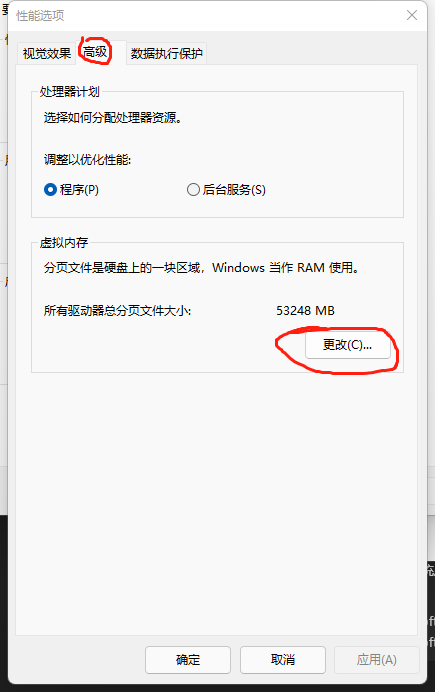 要
性能选项
视觉效果
高级
数据执行保护
处理器计划
选择如何分配处理器资源。
调整以优化性能:
程序(P)
后台服务(S)
虚拟内存
分页文件是硬盘上的一块区域，Windows 当作 RAM 使用。
所有驱动器总分页文件大小:
53248 MB
更改(C)...
确定
取消
应用(A)